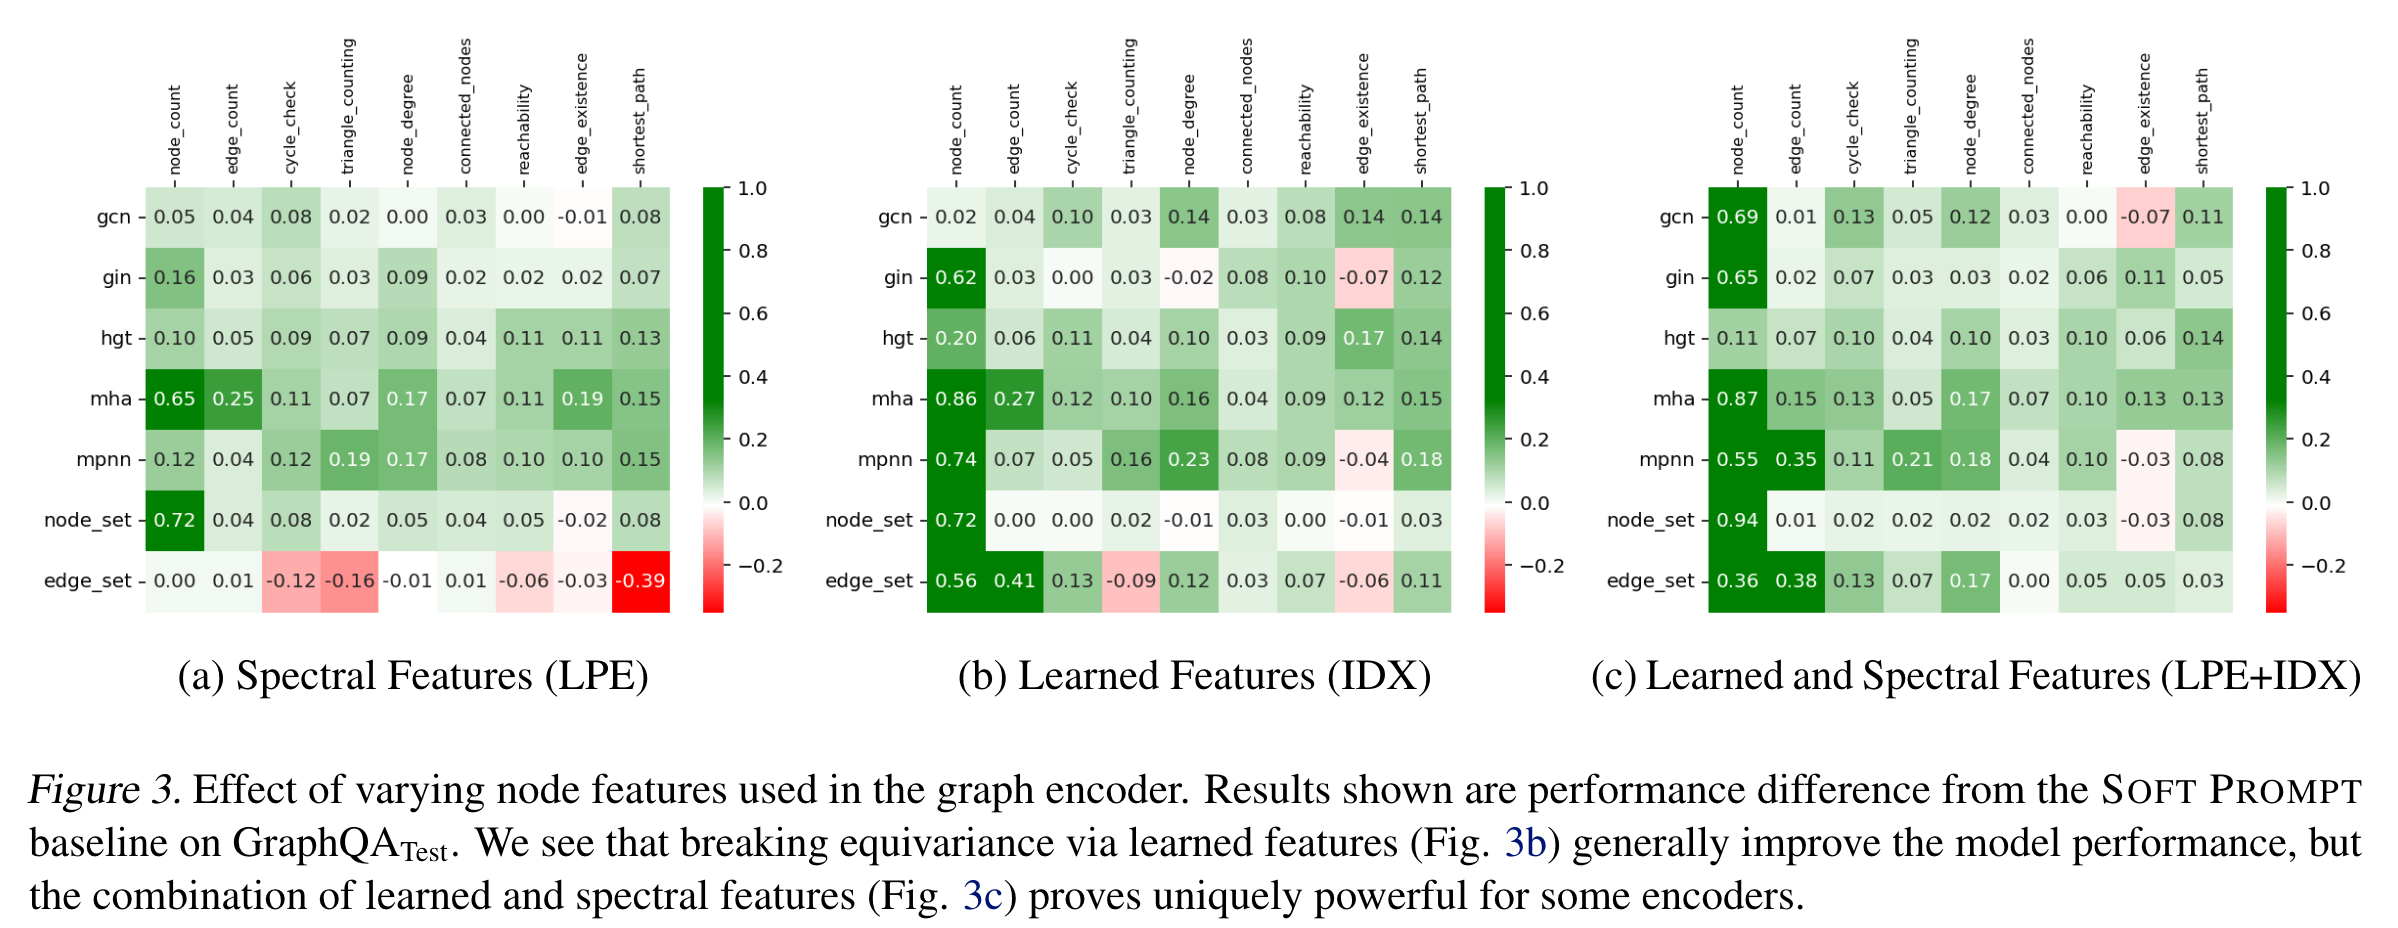 node_count edge_count cycle_check triangle_counting node_degree connected_nodes reachability edge_existence shortest_path
gcn 0.05 0.04 0.08 0.02 0.00 0.03 0.00 -0.01 0.08
gin 0.16 0.03 0.06 0.03 0.09 0.02 0.02 0.02 0.07
hgt 0.10 0.05 0.09 0.07 0.09 0.04 0.11 0.11 0.13
mha 0.65 0.25 0.11 0.07 0.17 0.07 0.11 0.19 0.15
mpnn 0.12 0.04 0.12 0.19 0.17 0.08 0.10 0.10 0.15
node_set 0.72 0.04 0.08 0.02 0.05 0.04 0.05 -0.02 0.08
edge_set 0.00 0.01 -0.12 -0.16 -0.01 0.01 -0.06 -0.03 -0.39
1.0
0.8
0.6
0.4
0.2
0.0
−0.2
(a) Spectral Features (LPE)
node_count edge_count cycle_check triangle_counting node_degree connected_nodes reachability edge_existence shortest_path
gcn 0.02 0.04 0.10 0.03 0.14 0.03 0.08 0.14 0.14
gin 0.62 0.03 0.00 0.03 -0.02 0.08 0.10 -0.07 0.12
hgt 0.20 0.06 0.11 0.04 0.10 0.03 0.09 0.17 0.14
mha 0.86 0.27 0.12 0.10 0.16 0.04 0.09 0.12 0.15
mpnn 0.74 0.07 0.05 0.16 0.23 0.08 0.09 -0.04 0.18
node_set 0.72 0.00 0.00 0.02 -0.01 0.03 0.00 -0.01 0.03
edge_set 0.56 0.41 0.13 -0.09 0.12 0.03 0.07 -0.06 0.11
1.0
0.8
0.6
0.4
0.2
0.0
−0.2
(b) Learned Features (IDX)
node_count edge_count cycle_check triangle_counting node_degree connected_nodes reachability edge_existence shortest_path
gcn 0.69 0.01 0.13 0.05 0.12 0.03 0.00 -0.07 0.11
gin 0.65 0.02 0.07 0.03 0.03 0.02 0.06 0.11 0.05
hgt 0.11 0.07 0.10 0.04 0.10 0.03 0.10 0.06 0.14
mha 0.87 0.15 0.13 0.05 0.17 0.07 0.10 0.13 0.13
mpnn 0.55 0.35 0.11 0.21 0.18 0.04 0.10 -0.03 0.08
node_set 0.94 0.01 0.02 0.02 0.02 0.02 0.03 -0.03 0.08
edge_set 0.36 0.38 0.13 0.07 0.17 0.00 0.05 0.05 0.03
1.0
0.8
0.6
0.4
0.2
0.0
−0.2
(c) Learned and Spectral Features (LPE+IDX)
Figure 3. Effect of varying node features used in the graph encoder. Results shown are performance difference from the SOFT PROMPT
baseline on GraphQATest. We see that breaking equivariance via learned features (Fig. 3b) generally improve the model performance, but
the combination of learned and spectral features (Fig. 3c) proves uniquely powerful for some encoders.